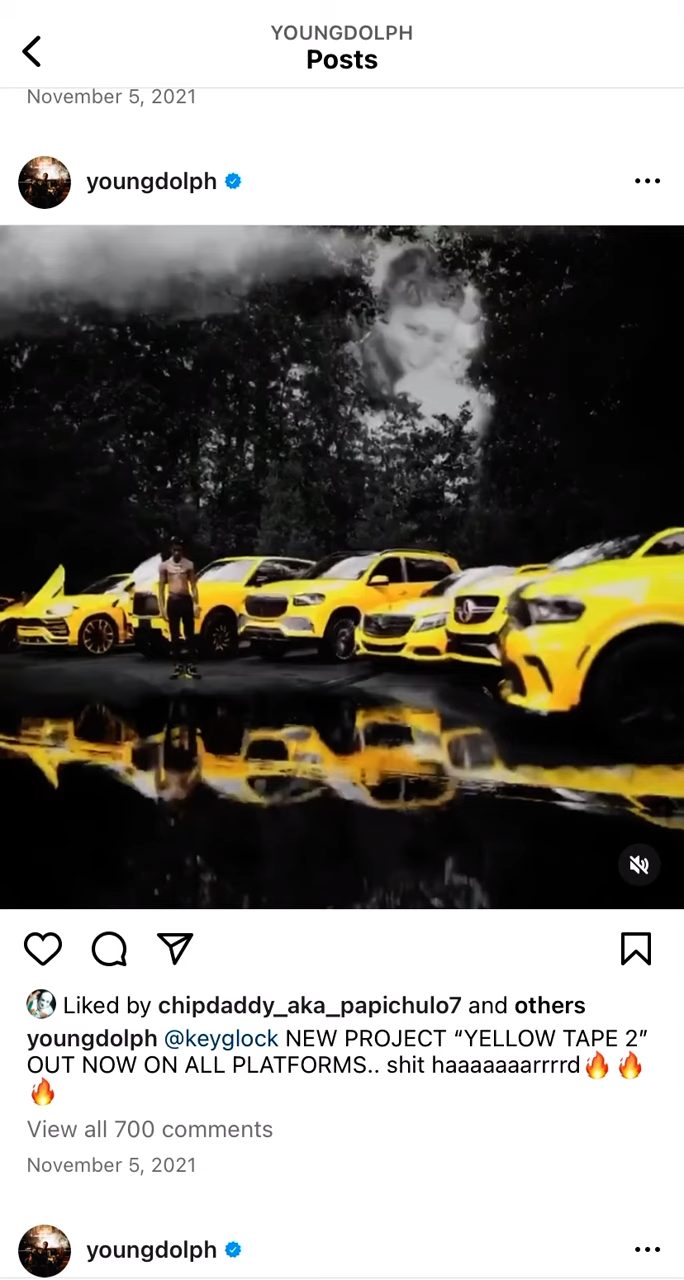 YOUNGDOLPH
Posts
November 5, 2021
youngdolph
Liked by chipdaddy_aka_papichulo7 and others
youngdolph @keyglock NEW PROJECT “YELLOW TAPE 2”
OUT NOW ON ALL PLATFORMS.. shit haaaaaaarrrrd🔥🔥
🔥
View all 700 comments
November 5, 2021
youngdolph